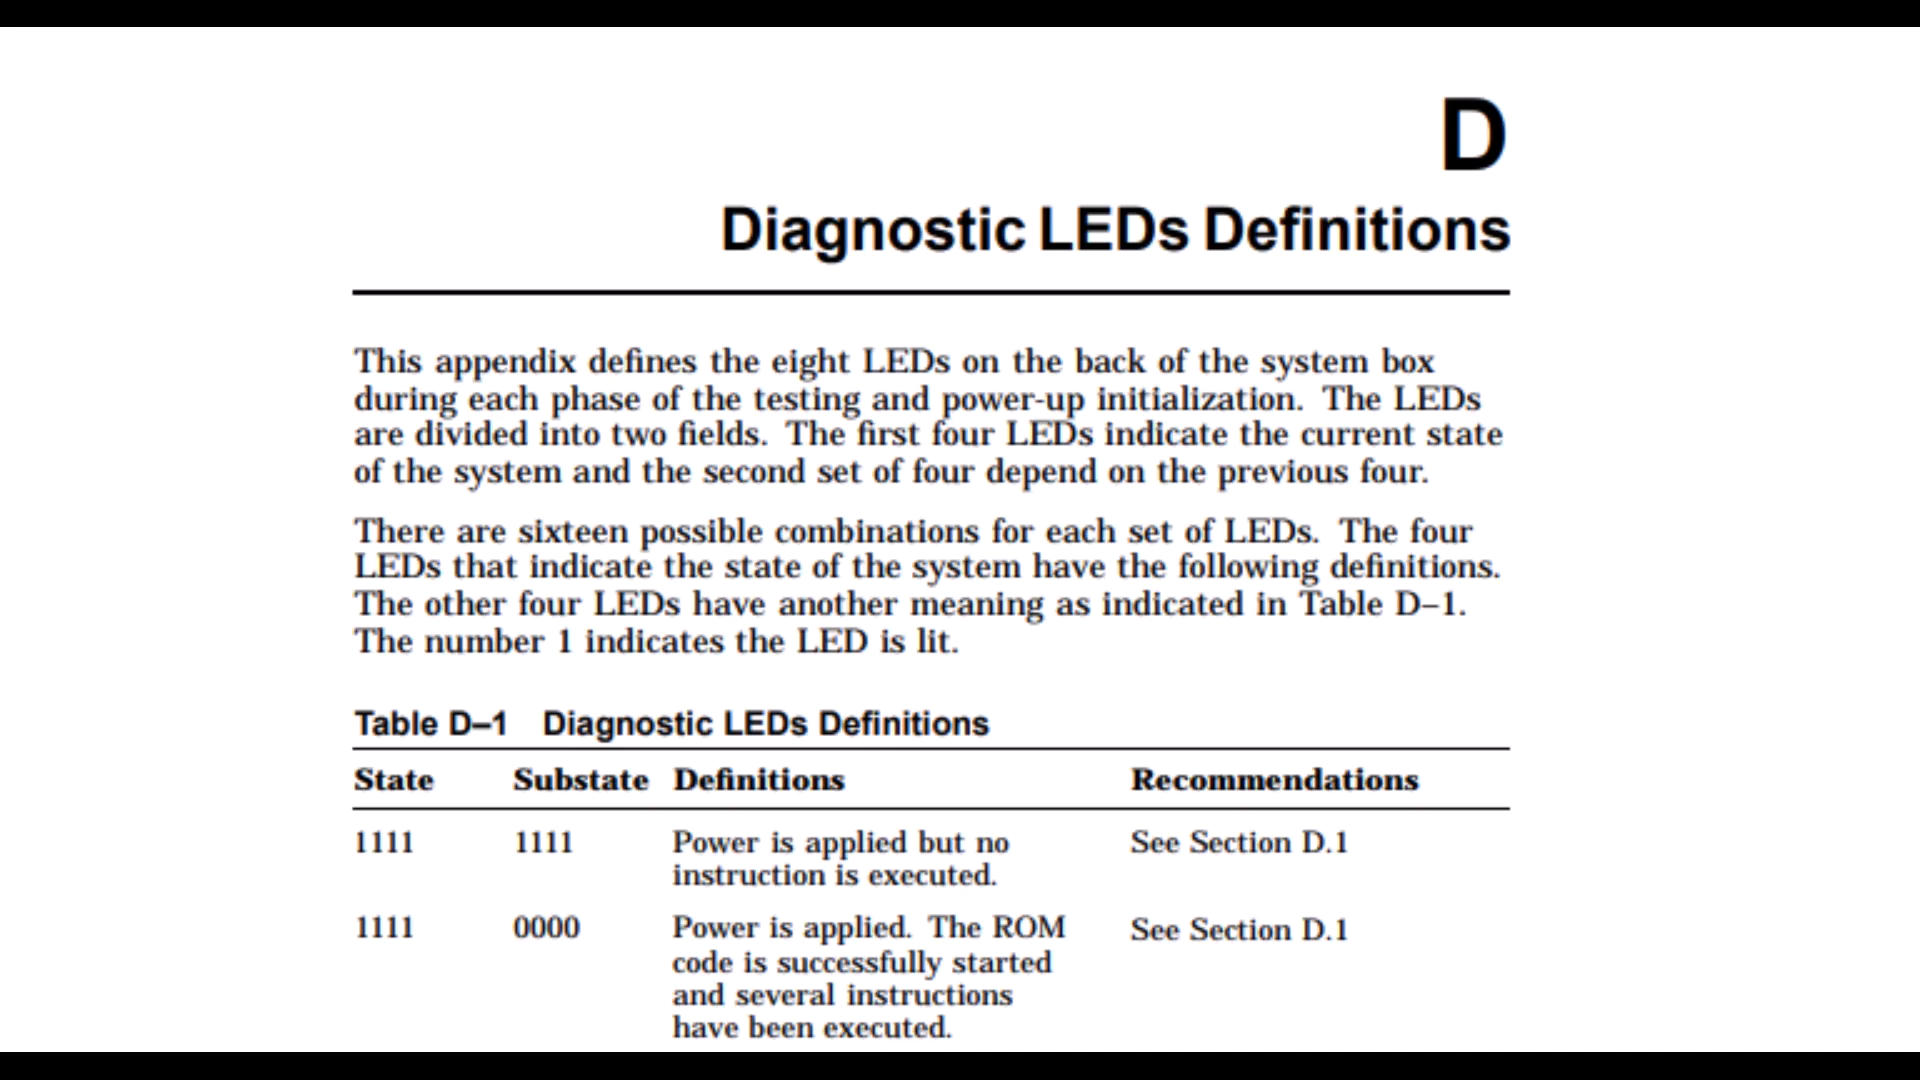 D
Diagnostic LEDs Definitions
This appendix defines the eight LEDs on the back of the system box
during each phase of the testing and power-up initialization. The LEDs
are divided into two fields. The first four LEDs indicate the current state
of the system and the second set of four depend on the previous four.
There are sixteen possible combinations for each set of LEDs. The four
LEDs that indicate the state of the system have the following definitions.
The other four LEDs have another meaning as indicated in Table D–1.
The number 1 indicates the LED is lit.
Table D–1 Diagnostic LEDs Definitions
State Substate Definitions Recommendations
1111 1111 Power is applied but no See Section D.1
instruction is executed.
1111 0000 Power is applied. The ROM See Section D.1
code is successfully started
and several instructions
have been executed.